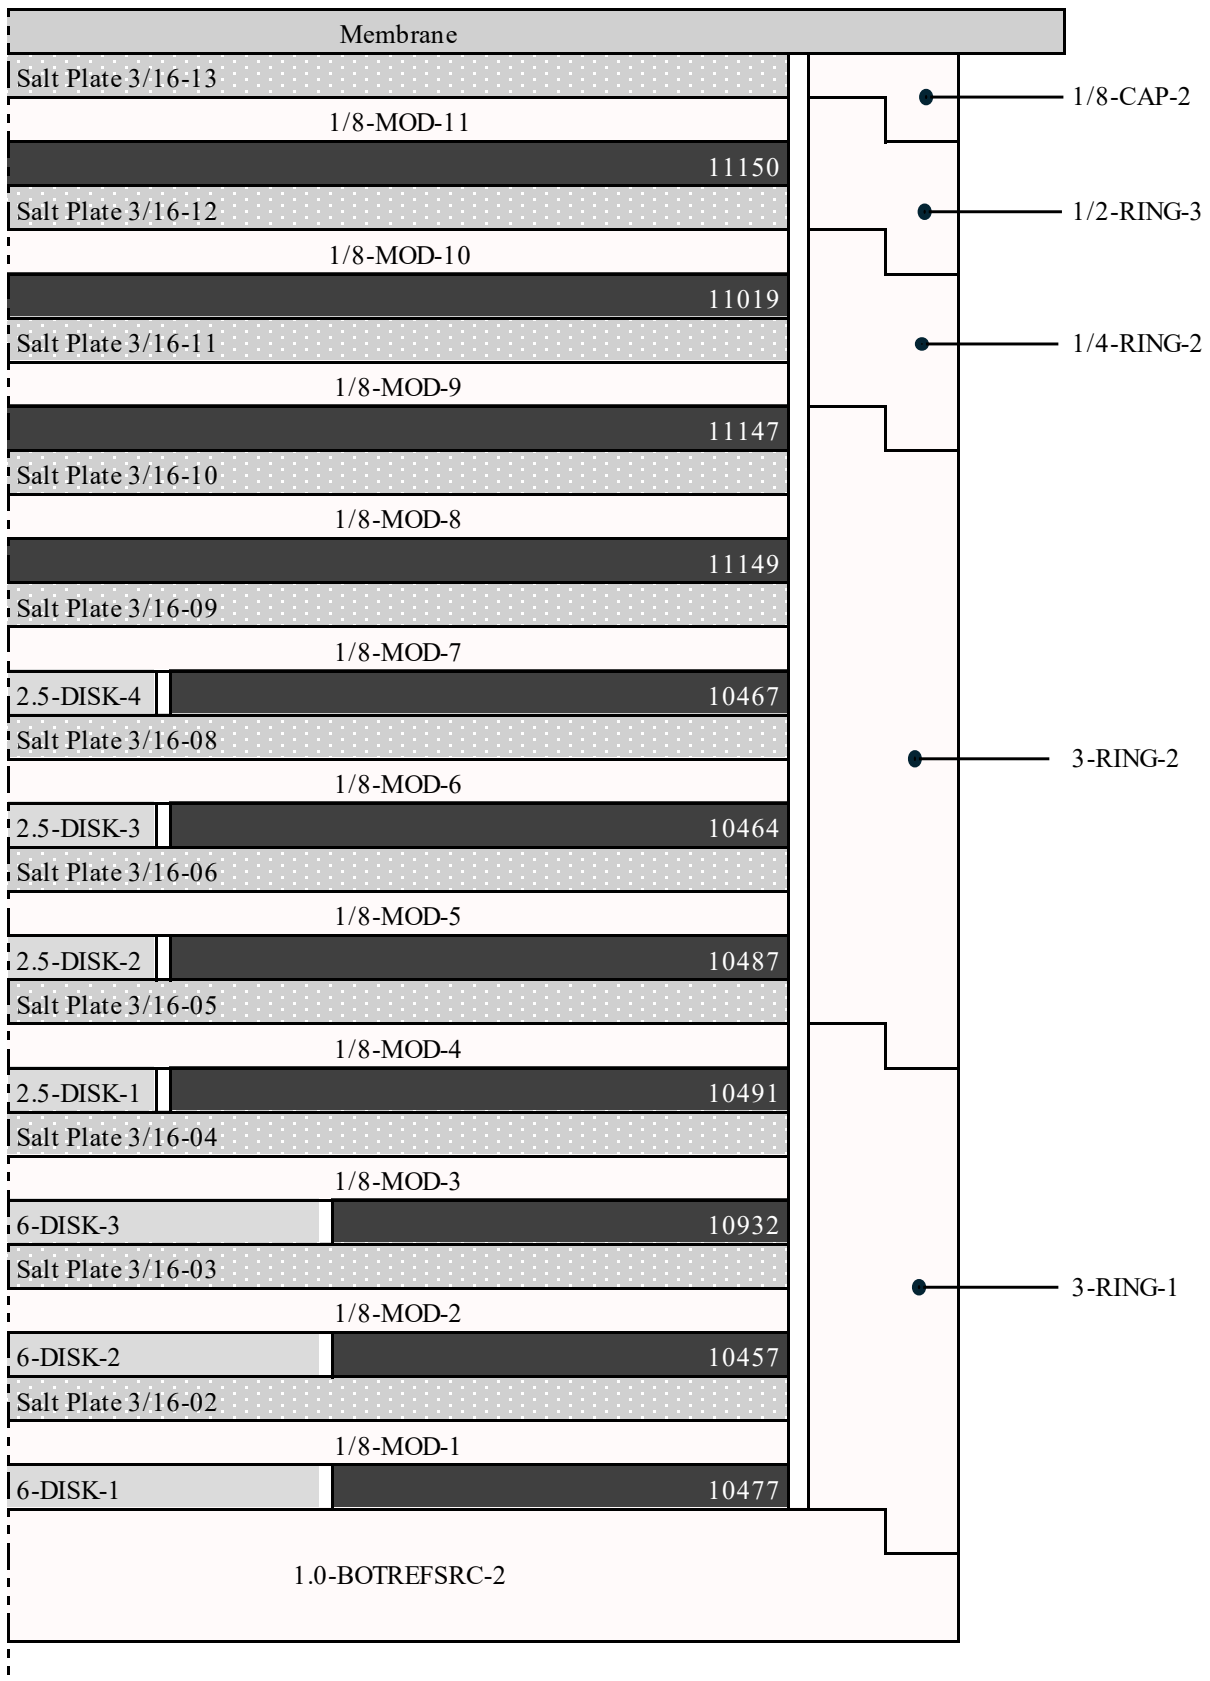 Membrane
Salt Plate 3/16-13
1/8-CAP-2
1/8-MOD-11
11150
Salt Plate 3/16-12
1/2-RING-3
1/8-MOD-10
11019
Salt Plate 3/16-11
1/4-RING-2
1/8-MOD-9
11147
Salt Plate 3/16-10
1/8-MOD-8
11149
Salt Plate 3/16-09
1/8-MOD-7
2.5-DISK-4 10467
Salt Plate 3/16-08
3-RING-2
1/8-MOD-6
2.5-DISK-3 10464
Salt Plate 3/16-06
1/8-MOD-5
2.5-DISK-2 10487
Salt Plate 3/16-05
1/8-MOD-4
2.5-DISK-1 10491
Salt Plate 3/16-04
1/8-MOD-3
6-DISK-3 10932
Salt Plate 3/16-03
3-RING-1
1/8-MOD-2
6-DISK-2 10457
Salt Plate 3/16-02
1/8-MOD-1
6-DISK-1 10477
1.0-BOTREFSRC-2